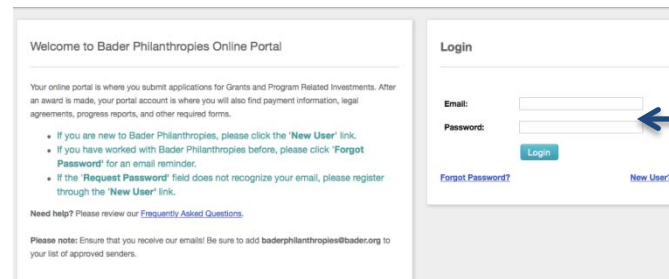 Welcome to Bader Philanthropies Online Portal
Your online portal is where you submit applications for Grants and Program Related Investments. After
an award is made, your portal account is where you will also find payment information, legal
agreements, progress reports, and other required forms.
• If you are new to Bader Philanthropies, please click the 'New User' link.
• If you have worked with Bader Philanthropies before, please click 'Forgot
Password' for an email reminder.
• If the 'Request Password' field does not recognize your email, please register
through the 'New User' link.
Need help? Please review our Frequently Asked Questions.
Please note: Ensure that you receive our emails! Be sure to add baderphilanthropies@bader.org to
your list of approved senders.
Login
Email:
Password:
Login
Forgot Password?
New User?